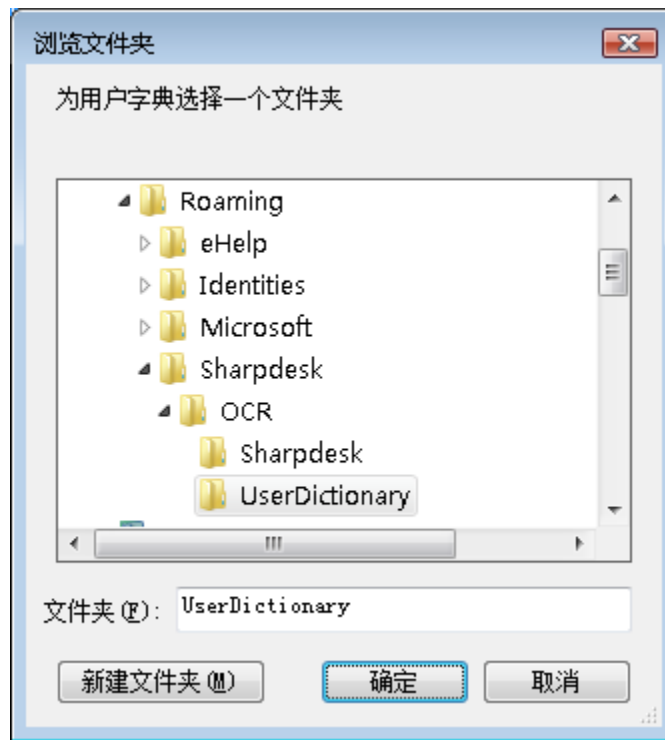 浏览文件夹
为用户字典选择一个文件夹
Roaming
eHelp
Identities
Microsoft
Sharpdesk
OCR
Sharpdesk
UserDictionary
文件夹(F): UserDictionary
新建文件夹(M) 确定 取消